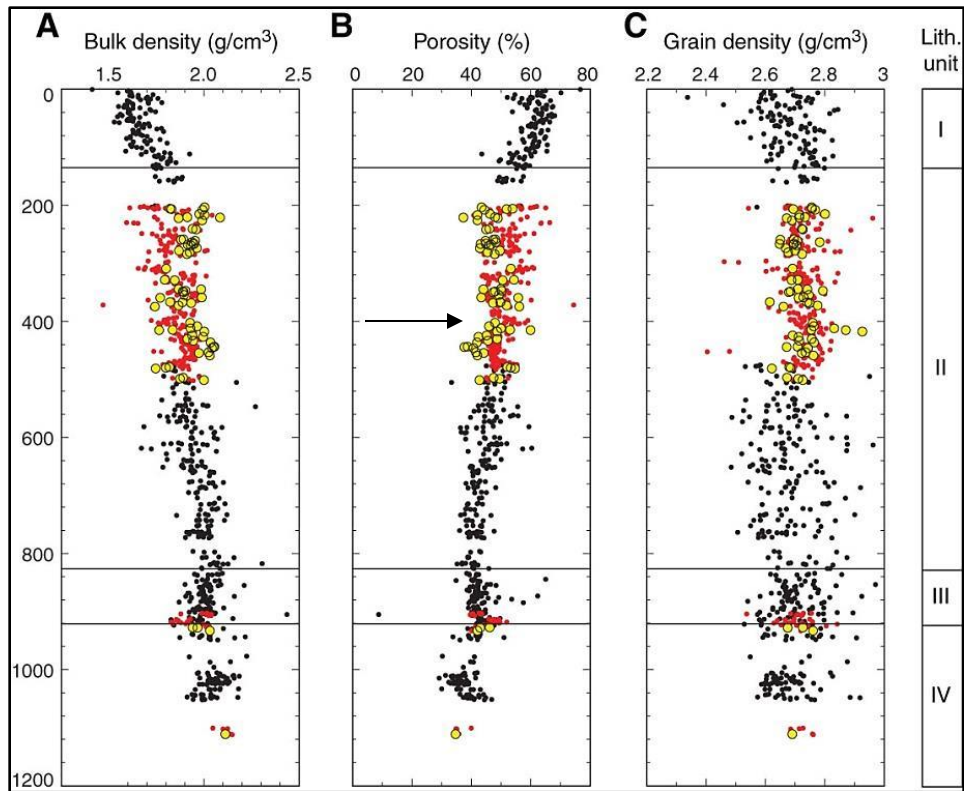 A Bulk density (g/cm³)
B Porosity (%)
C Grain density (g/cm³)
Lith. unit
1.5 2.0 2.5
0 20 40 60 80
2.2 2.4 2.6 2.8 3
0
200
400
600
800
1000
1200
I
II
III
IV